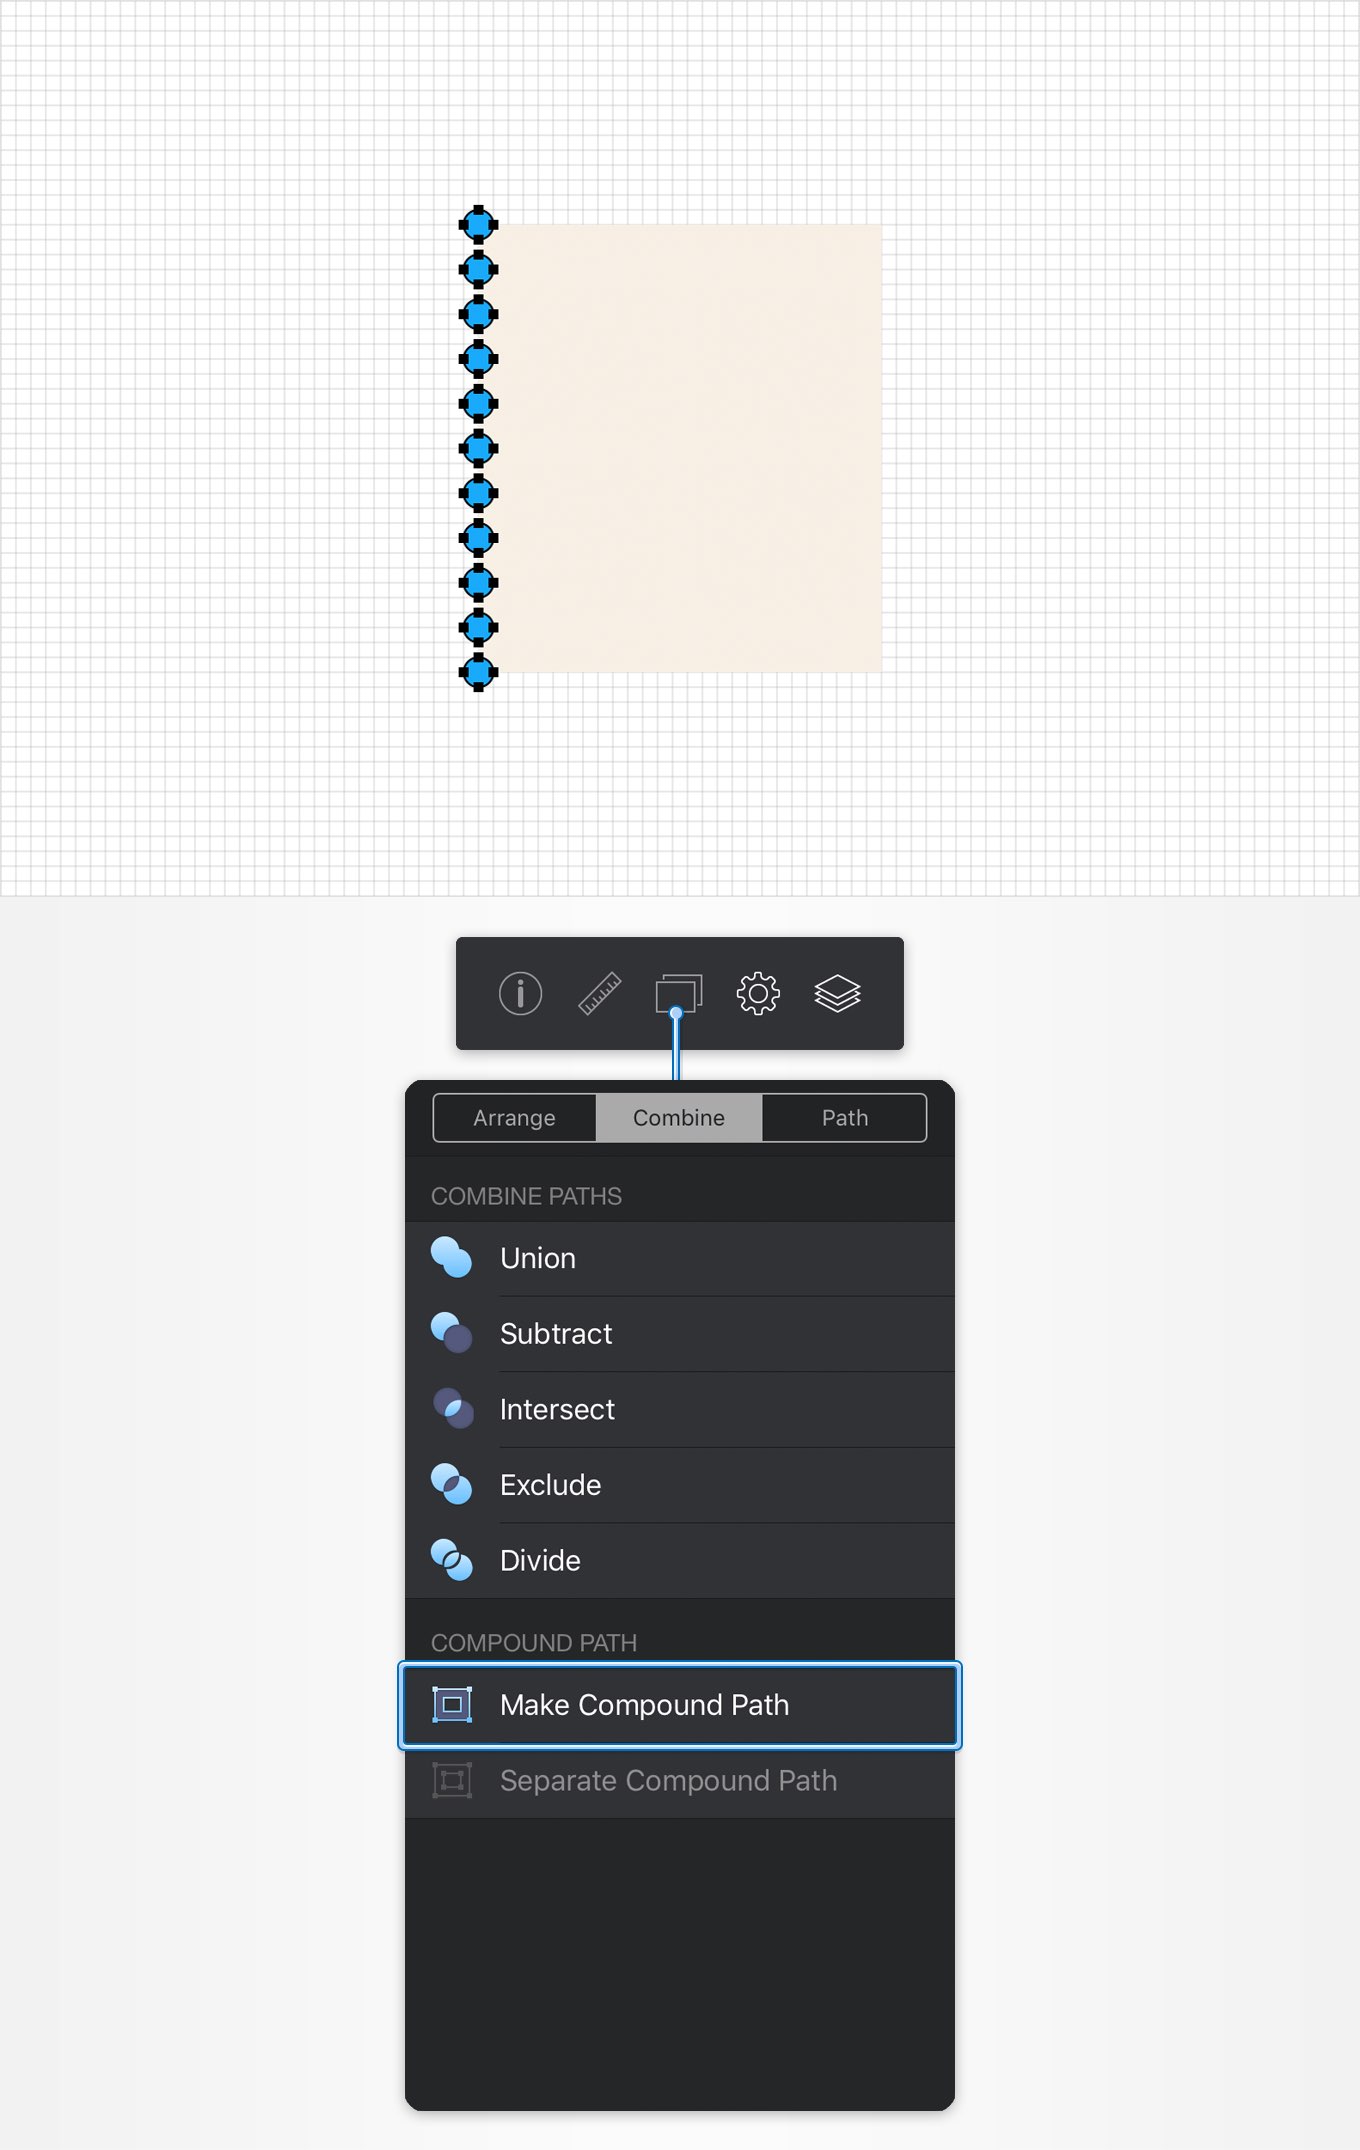 Arrange
Combine
Path
COMBINE PATHS
Union
Subtract
Intersect
Exclude
Divide
COMPOUND PATH
Make Compound Path
Separate Compound Path